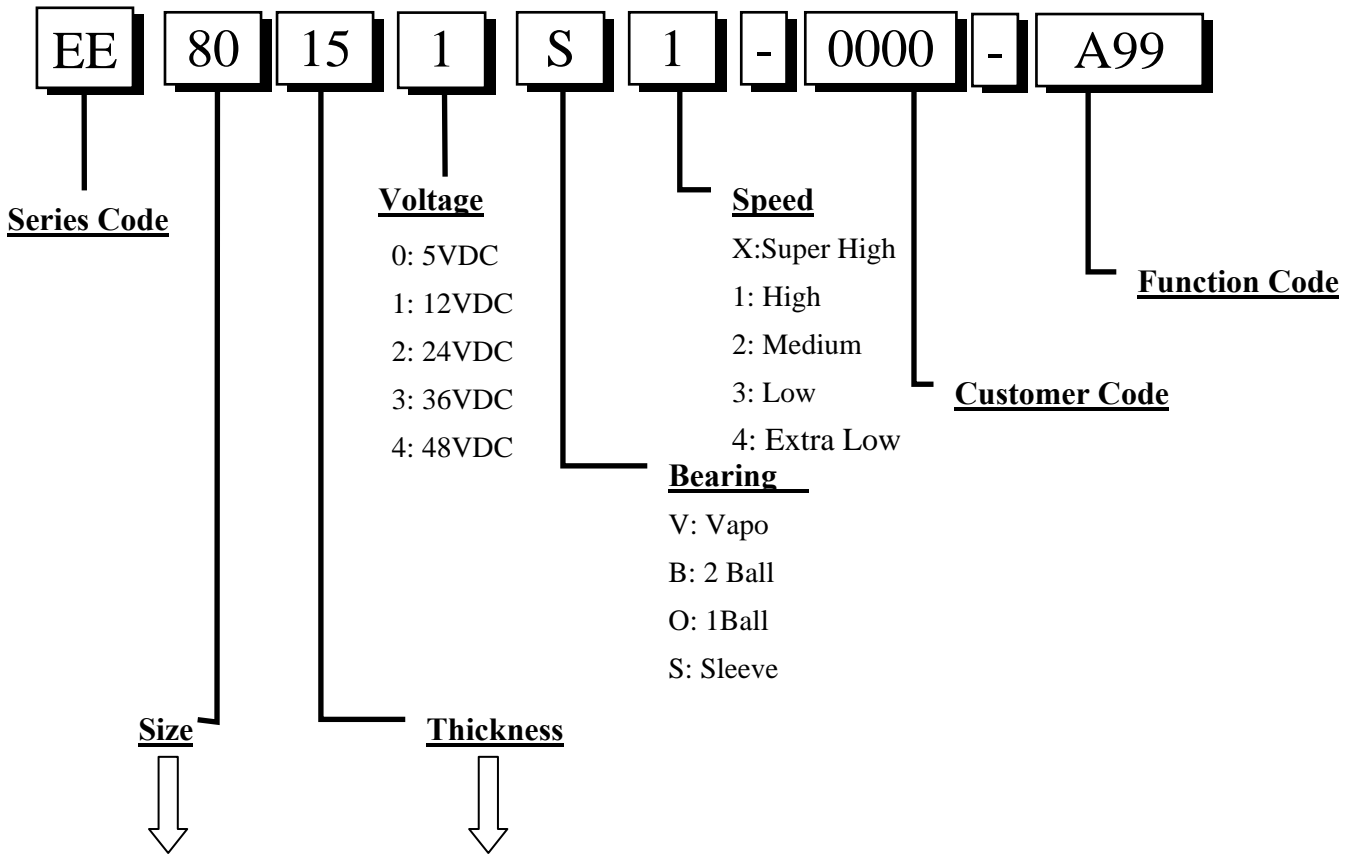 EE 80 15 1 S 1 - 0000 - A99
Series Code
Voltage
0: 5VDC
1: 12VDC
2: 24VDC
3: 36VDC
4: 48VDC
Speed
X:Super High
1: High
2: Medium
3: Low
4: Extra Low
Function Code
Customer Code
Bearing
V: Vapo
B: 2 Ball
O: 1Ball
S: Sleeve
Size
Thickness